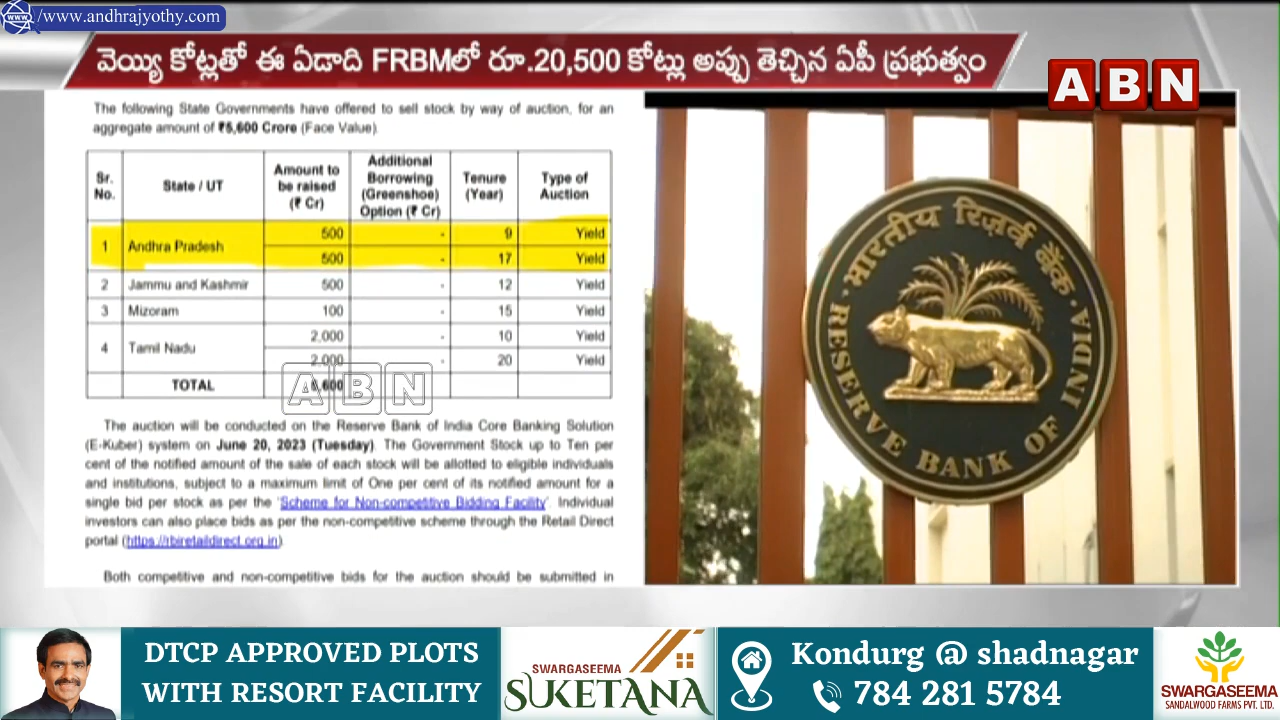 /www.andhrajyothy.com
వెయ్యి కోట్లతో ఈ ఏడాది FRBMలో రూ.20,500 కోట్లు అప్పు తెచ్చిన ఏపీ ప్రభుత్వం
ABN
The following State Governments have offered to sell stock by way of auction, for an
aggregate amount of ₹5,600 Crore (Face Value).
Sr. No. State / UT Amount to be raised (₹ Cr) Additional Borrowing (Greenshoe) Option (₹ Cr) Tenure (Year) Type of Auction
1 Andhra Pradesh 500 - 9 Yield
500 - 17 Yield
2 Jammu and Kashmir 500 - 12 Yield
3 Mizoram 100 - 15 Yield
4 Tamil Nadu 2,000 - 10 Yield
2,000 - 20 Yield
TOTAL 5,600
ABN
The auction will be conducted on the Reserve Bank of India Core Banking Solution
(E-Kuber) system on June 20, 2023 (Tuesday). The Government Stock up to Ten per
cent of the notified amount of the sale of each stock will be allotted to eligible individuals
and institutions, subject to a maximum limit of One per cent of its notified amount for a
single bid per stock as per the 'Scheme for Non-competitive Bidding Facility'. Individual
investors can also place bids as per the non-competitive scheme through the Retail Direct
portal (https://rbiretaildirect.org.in).
Both competitive and non-competitive bids for the auction should be submitted in
भारतीय रिज़र्व बैंक
RESERVE BANK OF INDIA
DTCP APPROVED PLOTS
WITH RESORT FACILITY
SWARGASEEMA
SUKETANA
Kondurg @ shadnagar
784 281 5784
SWARGASEEMA
SANDALWOOD FARMS PVT. LTD.